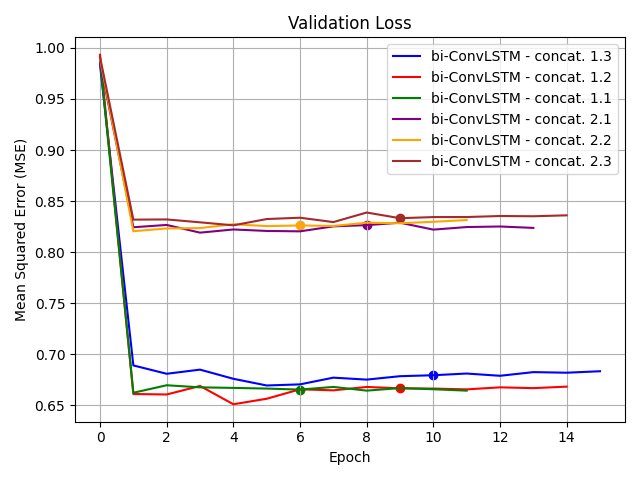 Validation Loss
bi-ConvLSTM - concat. 1.3
bi-ConvLSTM - concat. 1.2
bi-ConvLSTM - concat. 1.1
bi-ConvLSTM - concat. 2.1
bi-ConvLSTM - concat. 2.2
bi-ConvLSTM - concat. 2.3
Mean Squared Error (MSE)
1.00
0.95
0.90
0.85
0.80
0.75
0.70
0.65
0 2 4 6 8 10 12 14
Epoch